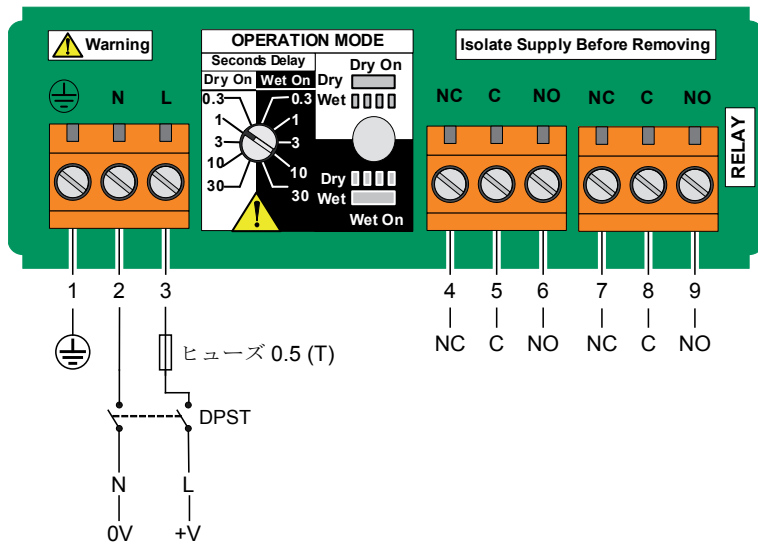 Warning
OPERATION MODE
Isolate Supply Before Removing
Seconds Delay
Dry On Wet On
Dry On
Dry
Wet
0.3 0.3
1 1
3 3
10 10
30 30
Dry
Wet
Wet On
N L
NC C NO NC C NO
RELAY
1 2 3 4 5 6 7 8 9
NC C NO NC C NO
ヒューズ 0.5 (T)
DPST
N L
0V +V